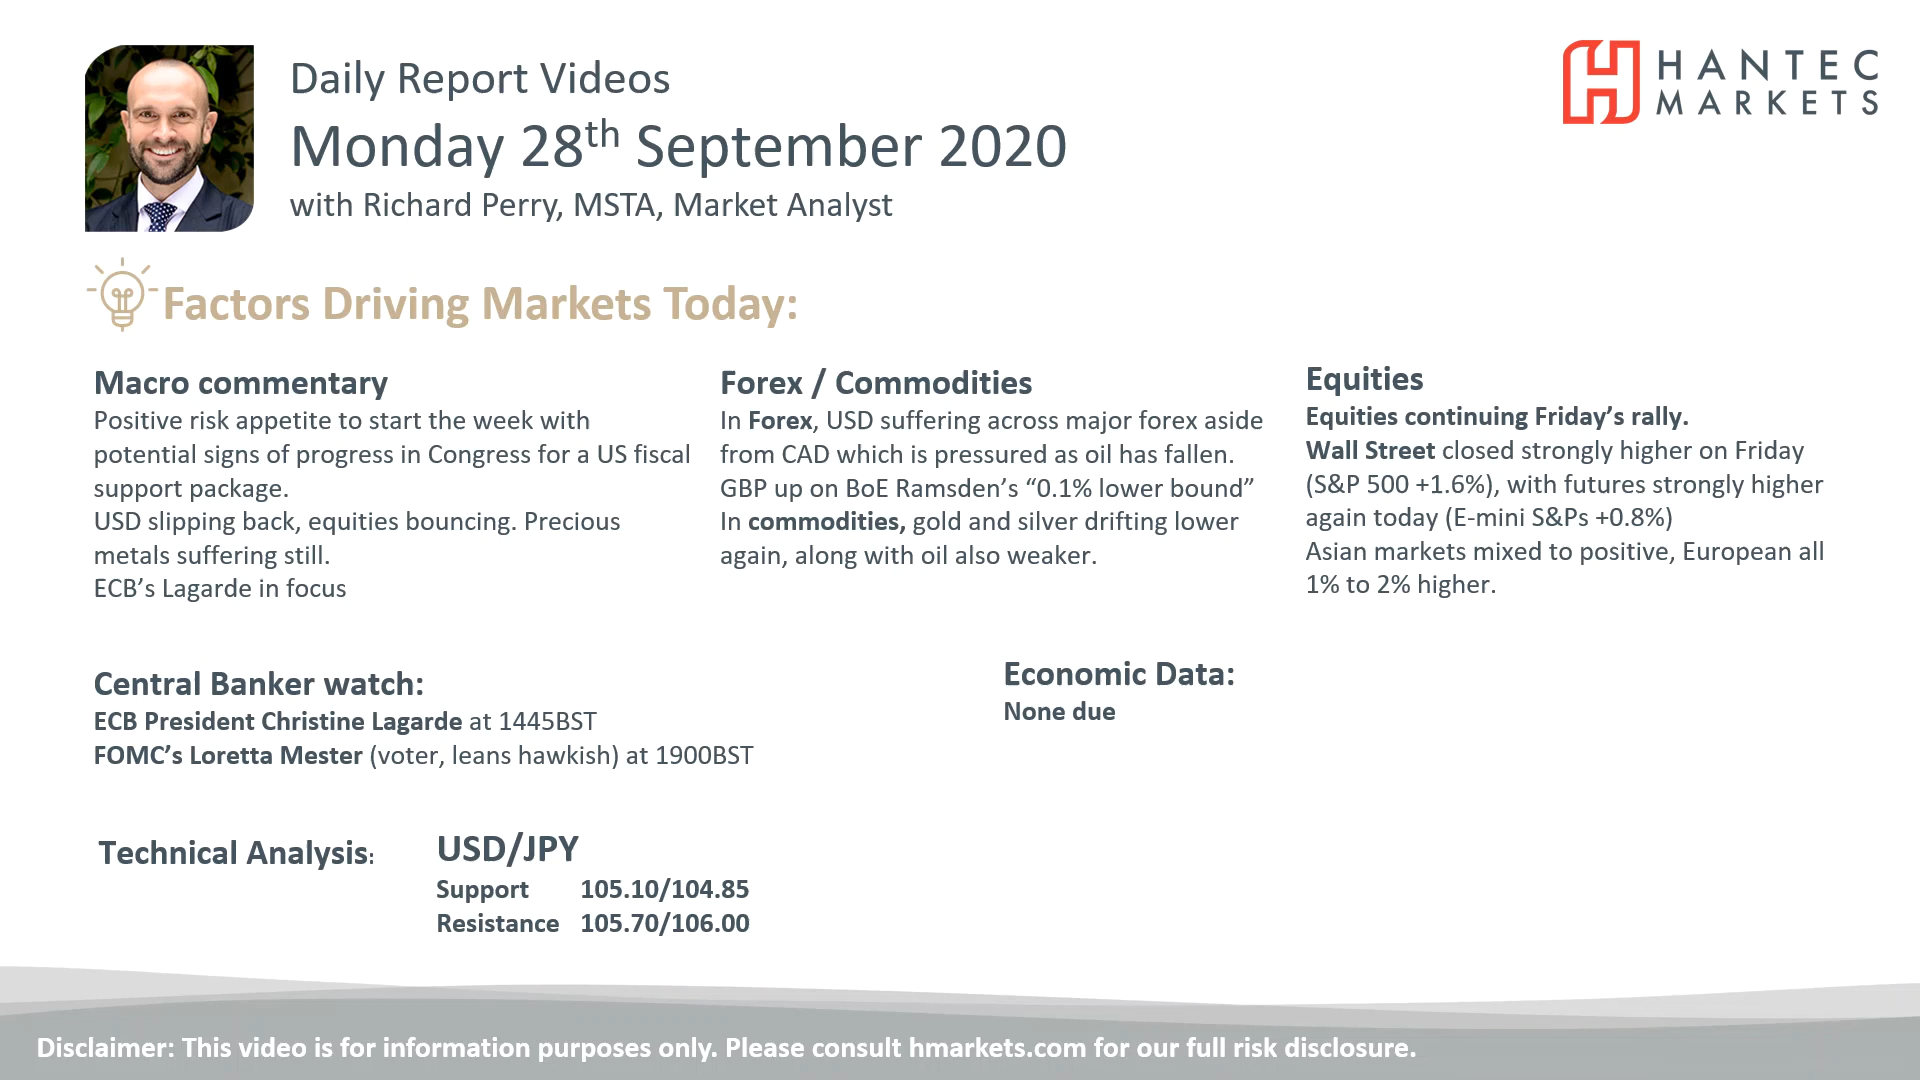 Daily Report Videos
Monday 28th September 2020
with Richard Perry, MSTA, Market Analyst
HANTEC
MARKETS
Factors Driving Markets Today:
Macro commentary
Positive risk appetite to start the week with
potential signs of progress in Congress for a US fiscal
support package.
USD slipping back, equities bouncing. Precious
metals suffering still.
ECB’s Lagarde in focus
Forex / Commodities
In Forex, USD suffering across major forex aside
from CAD which is pressured as oil has fallen.
GBP up on BoE Ramsden’s “0.1% lower bound”
In commodities, gold and silver drifting lower
again, along with oil also weaker.
Equities
Equities continuing Friday’s rally.
Wall Street closed strongly higher on Friday
(S&P 500 +1.6%), with futures strongly higher
again today (E-mini S&Ps +0.8%)
Asian markets mixed to positive, European all
1% to 2% higher.
Central Banker watch:
ECB President Christine Lagarde at 1445BST
FOMC’s Loretta Mester (voter, leans hawkish) at 1900BST
Economic Data:
None due
Technical Analysis:
USD/JPY
Support 105.10/104.85
Resistance 105.70/106.00
Disclaimer: This video is for information purposes only. Please consult hmarkets.com for our full risk disclosure.